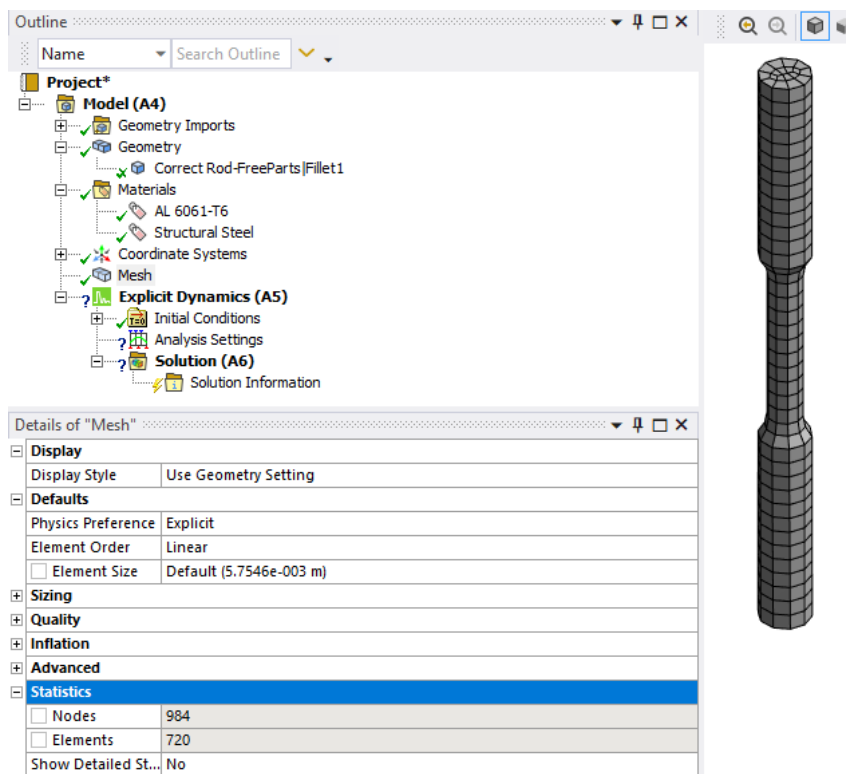 Outline
Name Search Outline
Project*
Model (A4)
Geometry Imports
Geometry
Correct Rod-FreeParts|Fillet1
Materials
AL 6061-T6
Structural Steel
Coordinate Systems
Mesh
Explicit Dynamics (A5)
T=0 Initial Conditions
Analysis Settings
Solution (A6)
Solution Information
Details of "Mesh"
Display
Display Style Use Geometry Setting
Defaults
Physics Preference Explicit
Element Order Linear
Element Size Default (5.7546e-003 m)
Sizing
Quality
Inflation
Advanced
Statistics
Nodes 984
Elements 720
Show Detailed St... No